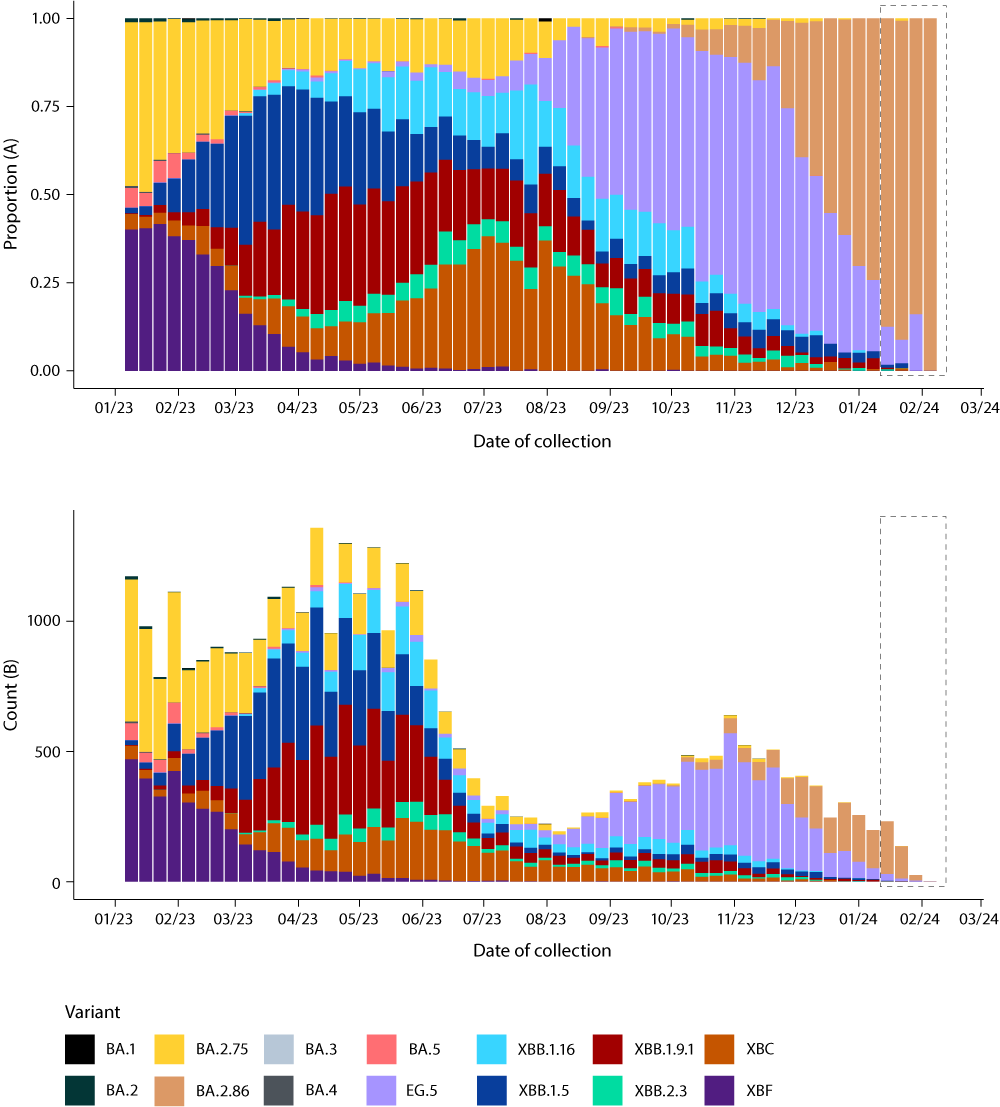 1.00
0.75
0.50
0.25
0.00
Proportion (A)
01/23 02/23 03/23 04/23 05/23 06/23 07/23 08/23 09/23 10/23 11/23 12/23 01/24 02/24 03/24
Date of collection
1000
500
0
Count (B)
01/23 02/23 03/23 04/23 05/23 06/23 07/23 08/23 09/23 10/23 11/23 12/23 01/24 02/24 03/24
Date of collection
Variant
BA.1 BA.2.75 BA.3 BA.5 XBB.1.16 XBB.1.9.1 XBC
BA.2 BA.2.86 BA.4 EG.5 XBB.1.5 XBB.2.3 XBF